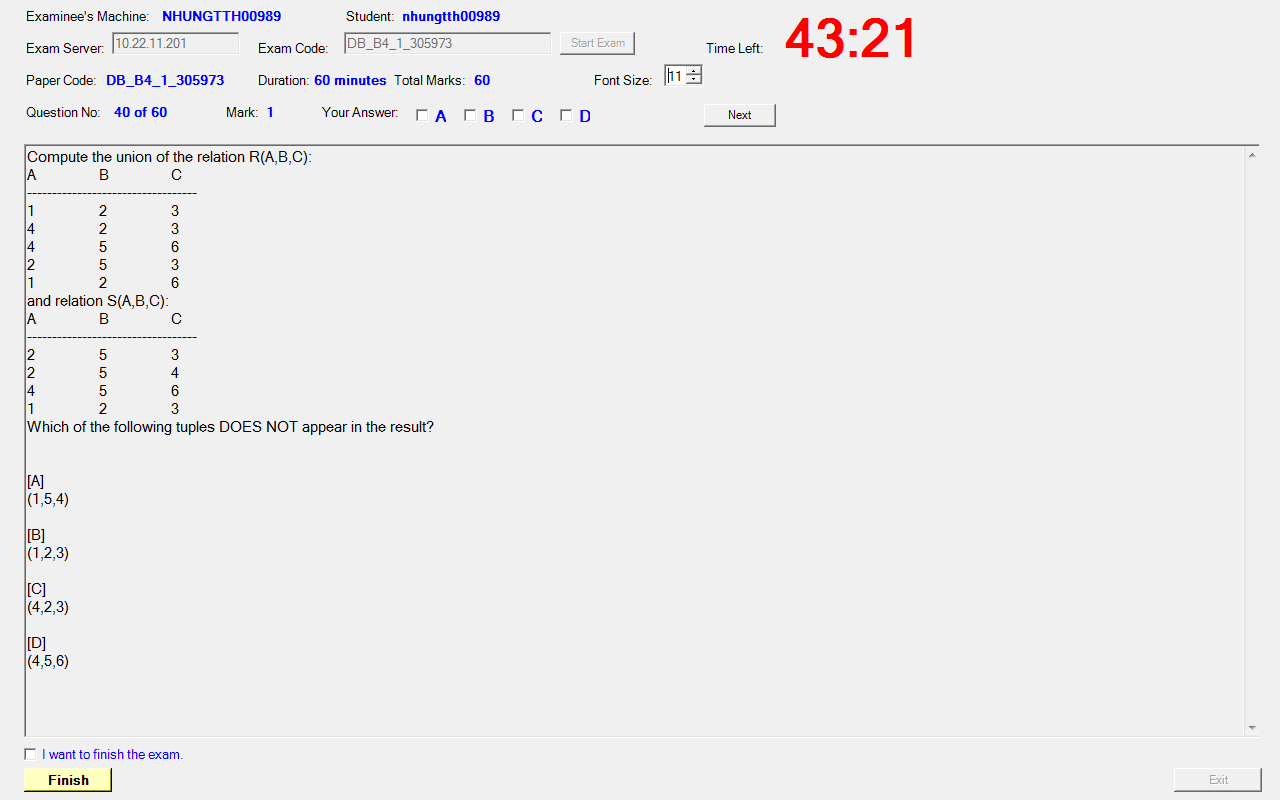 Examinee's Machine: NHUNGTTH00989 Student: nhungtth00989
Exam Server: 10.22.11.201 Exam Code: DB_B4_1_305973 Start Exam Time Left: 43:21
Paper Code: DB_B4_1_305973 Duration: 60 minutes Total Marks: 60 Font Size: 11
Question No: 40 of 60 Mark: 1 Your Answer: A B C D Next
Compute the union of the relation R(A,B,C):
A B C
----------------------------------
1 2 3
4 2 3
4 5 6
2 5 3
1 2 6
and relation S(A,B,C):
A B C
----------------------------------
2 5 3
2 5 4
4 5 6
1 2 3
Which of the following tuples DOES NOT appear in the result?
[A]
(1,5,4)
[B]
(1,2,3)
[C]
(4,2,3)
[D]
(4,5,6)
I want to finish the exam.
Finish Exit